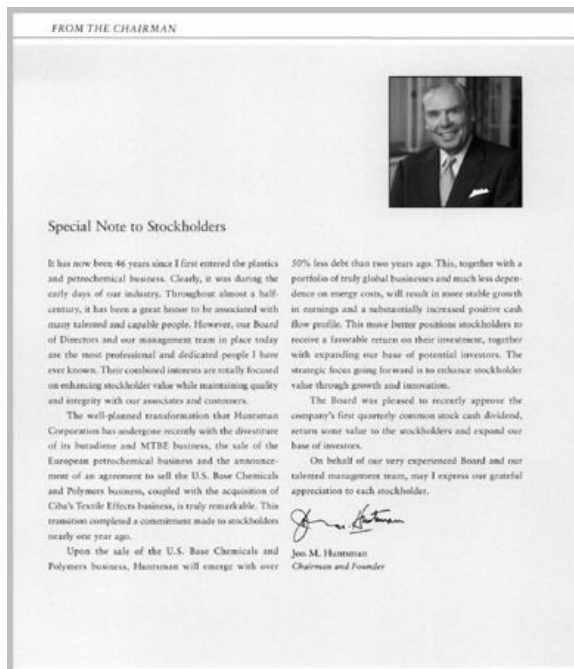 FROM THE CHAIRMAN
Special Note to Stockholders
It has now been 46 years since I first entered the plastics
and petrochemical business. Clearly, it was during the
early days of our industry. Throughout almost a half-
century, it has been a great honor to be associated with
many talented and capable people. However, our Board
of Directors and our management team in place today
are the most professional and dedicated people I have
ever known. Their combined interests are totally focused
on enhancing stockholder value while maintaining quality
and integrity with our associates and customers.
The well-planned transformation that Huntsman
Corporation has undergone recently with the divestiture
of its butadiene and MTBE business, the sale of the
European petrochemical business and the announce-
ment of an agreement to sell the U.S. Base Chemicals
and Polymers business, coupled with the acquisition of
Ciba's Textile Effects business, is truly remarkable. This
transition completed a commitment made to stockholders
nearly one year ago.
Upon the sale of the U.S. Base Chemicals and
Polymers business, Huntsman will emerge with over
50% less debt than two years ago. This, together with a
portfolio of truly global businesses and much less depen-
dence on energy costs, will result in more stable growth
in earnings and a substantially increased positive cash
flow profile. This move better positions stockholders to
receive a favorable return on their investment, together
with expanding our base of potential investors. The
strategic focus going forward is to enhance stockholder
value through growth and innovation.
The Board was pleased to recently approve the
company's first quarterly common stock cash dividend,
return some value to the stockholders and expand our
base of investors.
On behalf of our very experienced Board and our
talented management team, may I express our grateful
appreciation to each stockholder.
Jon M. Huntsman
Jon M. Huntsman
Chairman and Founder